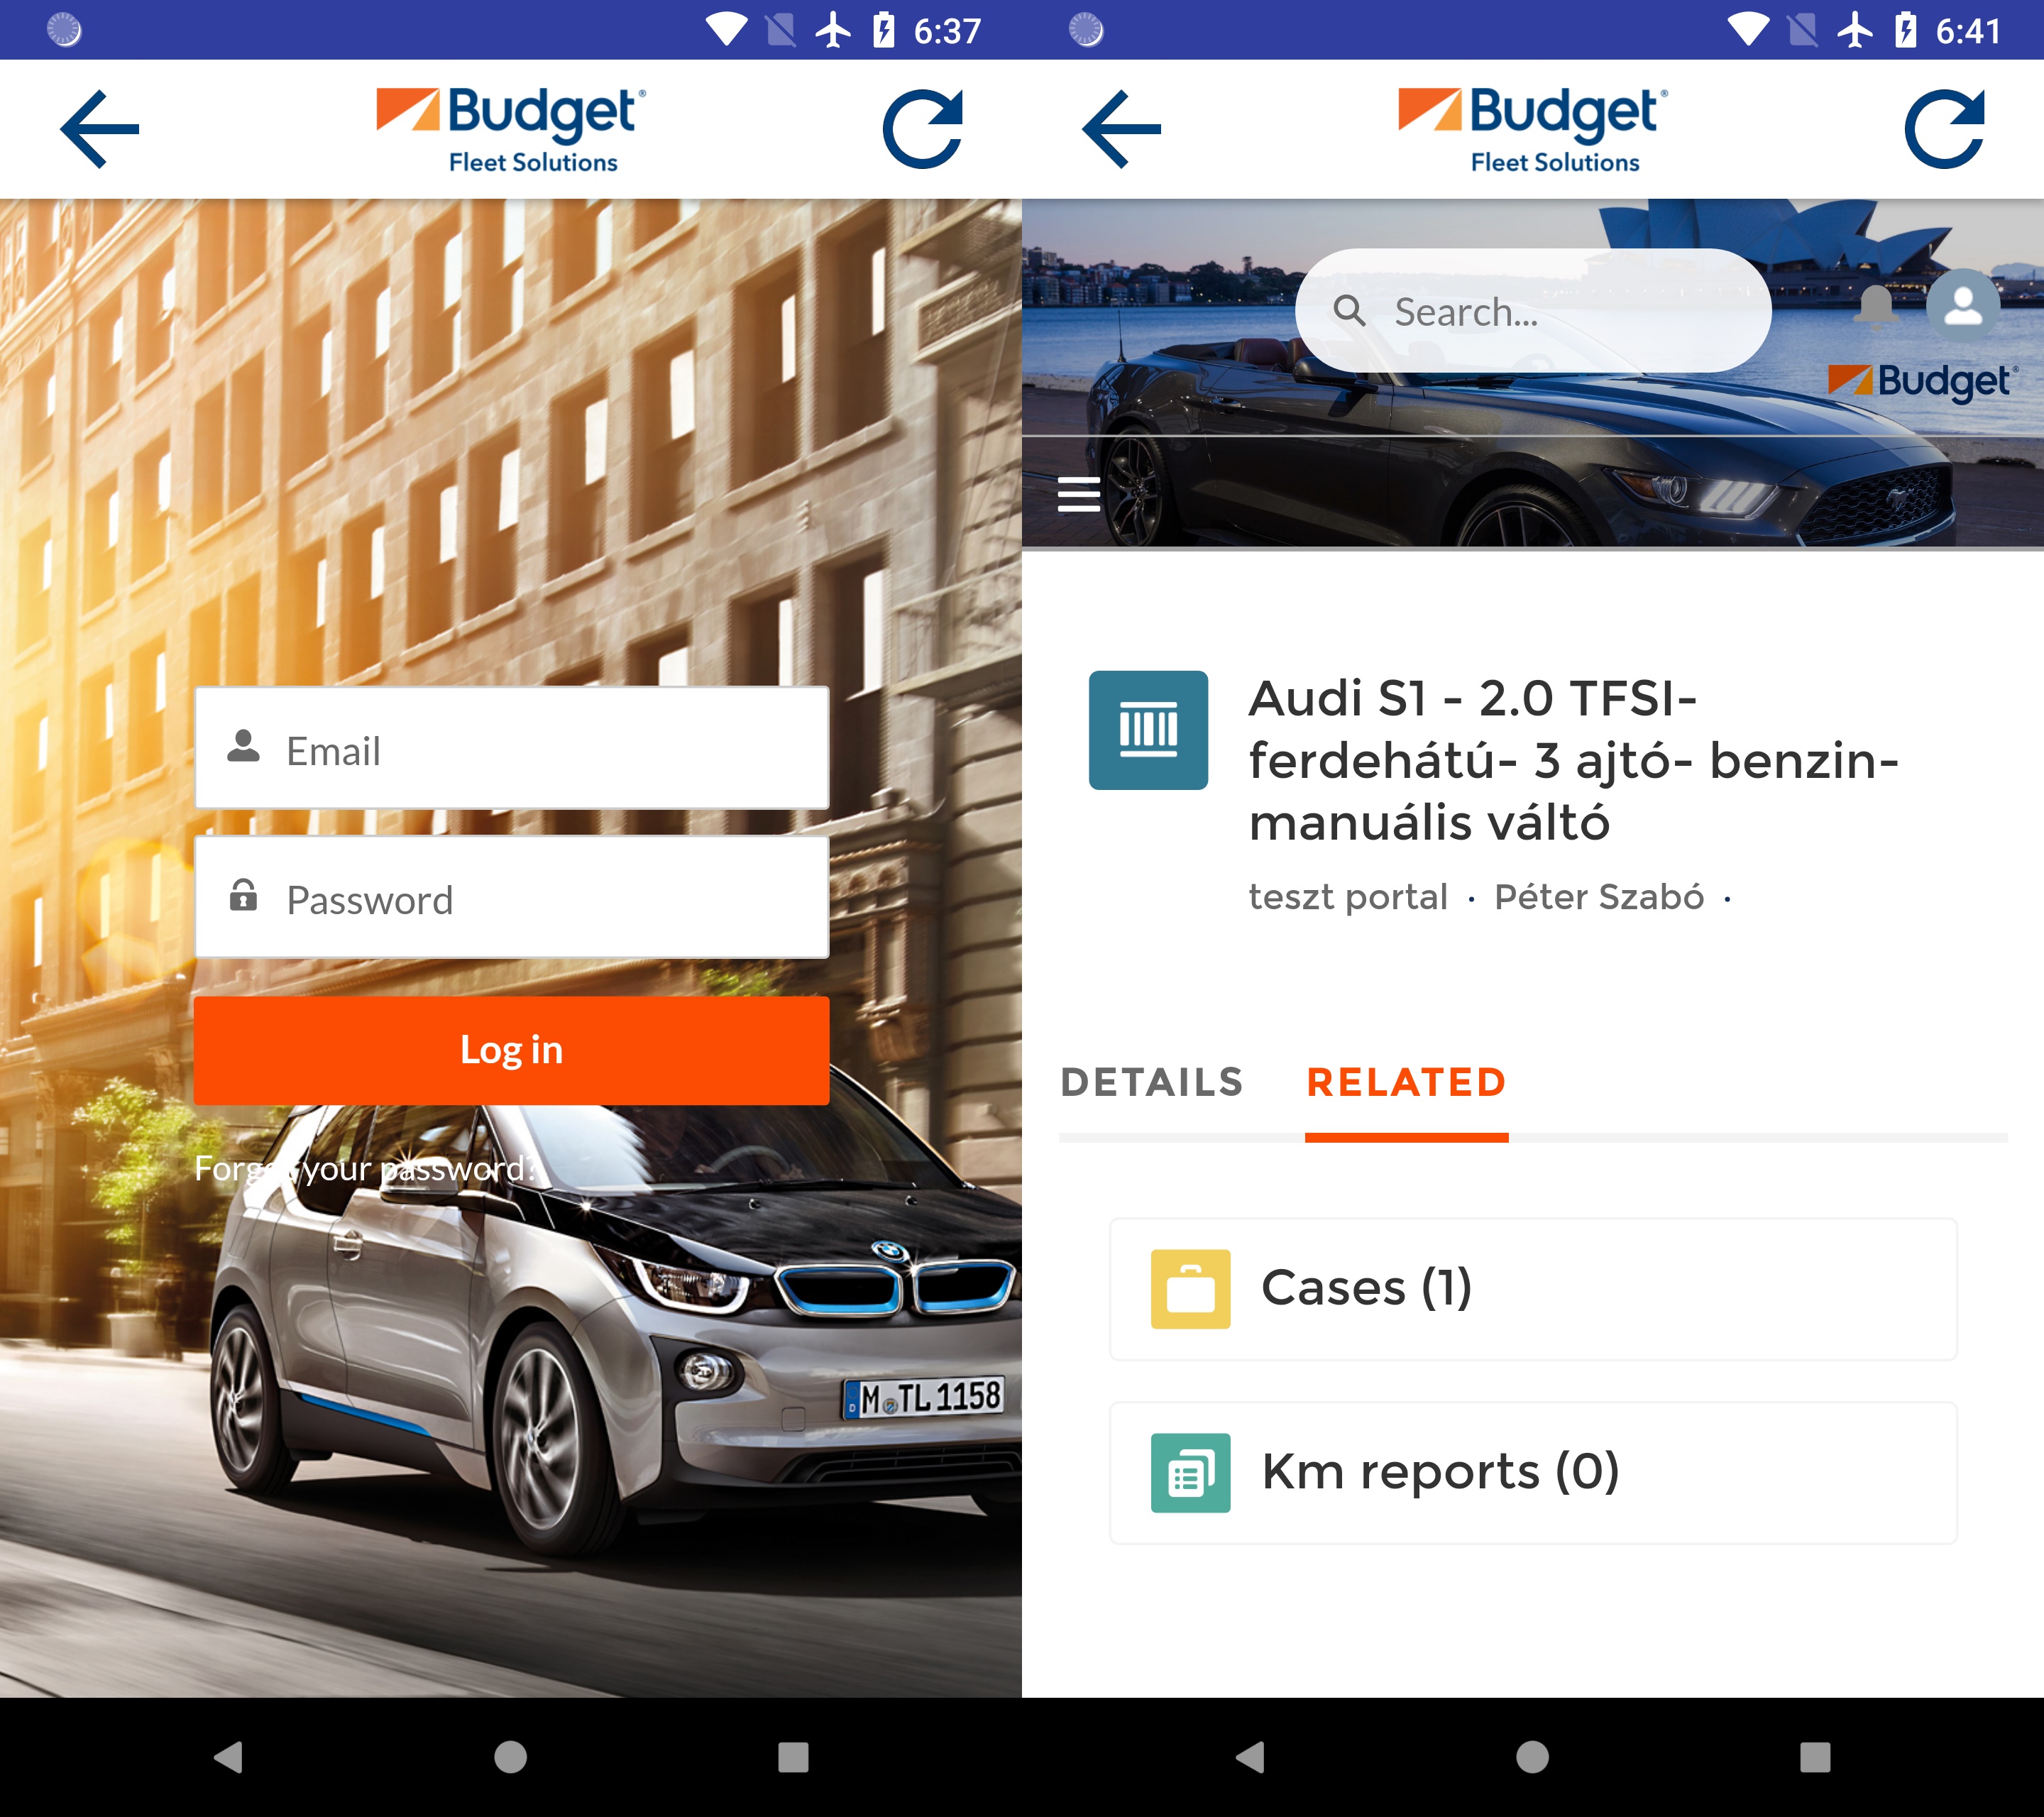 6:37
Budget®
Fleet Solutions
Email
Password
Log in
Forgot your password?
M TL 1158
D
6:41
Budget®
Fleet Solutions
Search...
Budget®
Audi S1 - 2.0 TFSI-
ferdehátú- 3 ajtó- benzin-
manuális váltó
teszt portal · Péter Szabó ·
DETAILS RELATED
Cases (1)
Km reports (0)